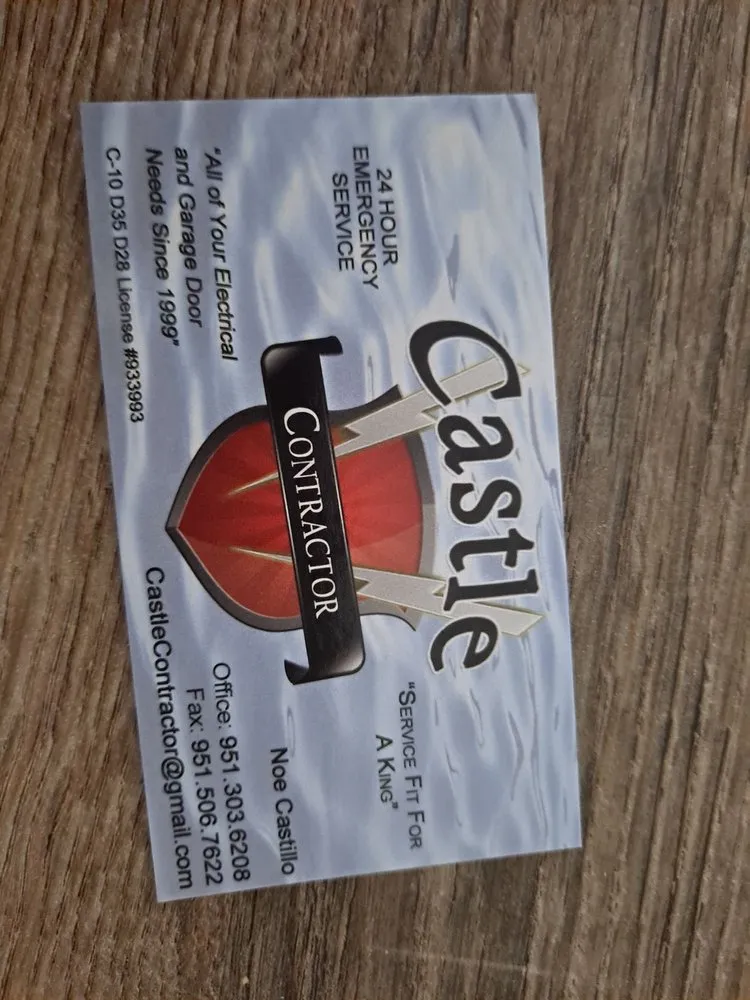 Castle
CONTRACTOR
24 HOUR
EMERGENCY
SERVICE
"SERVICE FIT FOR
A KING"
"All of Your Electrical
and Garage Door
Needs Since 1999"
C-10 D35 D28 License #933993
Noe Castillo
Office: 951.303.6208
Fax: 951.506.7622
CastleContractor@gmail.com